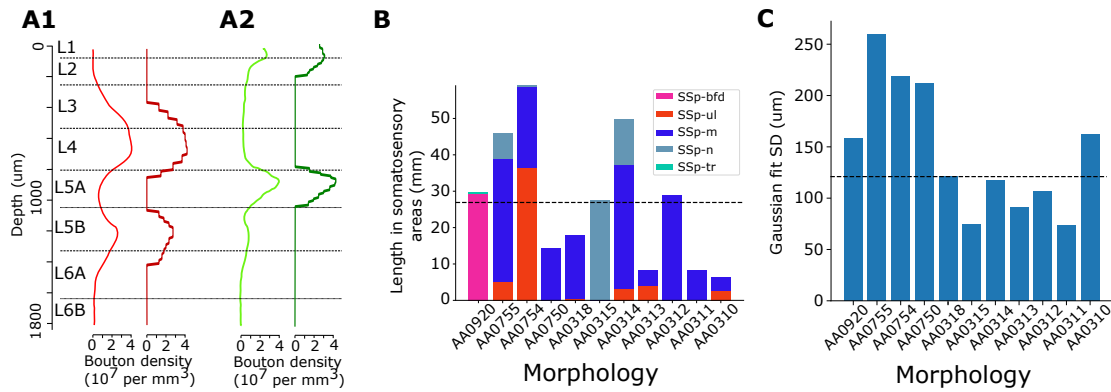 A1
A2
B
C
0
1000
1800
Depth (um)
L1
L2
L3
L4
L5A
L5B
L6A
L6B
0 2 4
0 2 4
0 2 4
0 2 4
Bouton density
(10⁷ per mm³)
Bouton density
(10⁷ per mm³)
Length in somatosensory
areas (mm)
50
40
30
20
10
0
SSp-bfd
SSp-ul
SSp-m
SSp-n
SSp-tr
AA0920
AA0755
AA0754
AA0750
AA0318
AA0315
AA0314
AA0313
AA0312
AA0311
AA0310
Morphology
Gaussian fit SD (um)
250
200
150
100
50
0
AA0920
AA0755
AA0754
AA0750
AA0318
AA0315
AA0314
AA0313
AA0312
AA0311
AA0310
Morphology